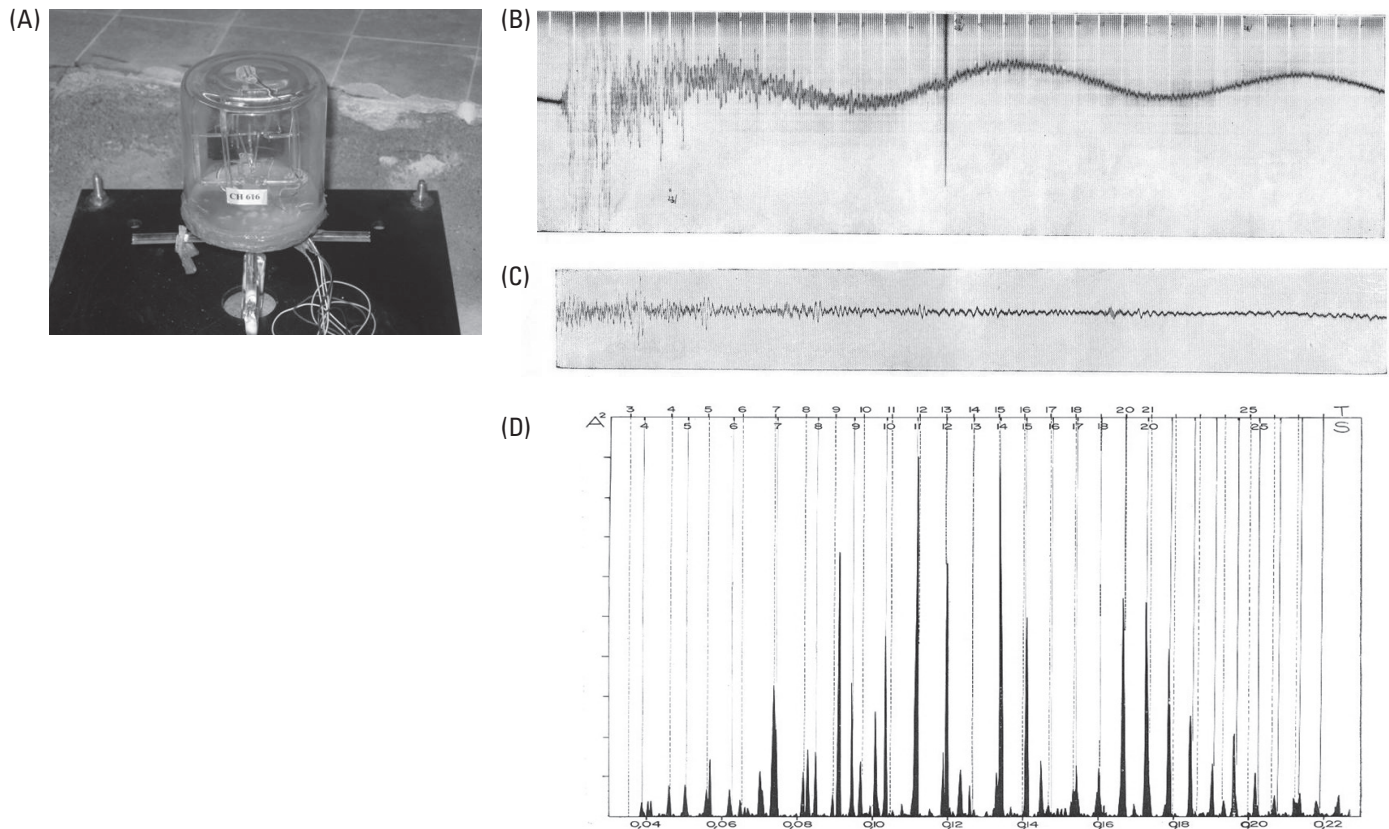 (A)
CH 616
(B)
(C)
(D)
A²
3 4 5 6 7 8 9 10 11 12 13 14 15 16 17 18 20 21 25 T
4 5 6 7 8 9 10 11 12 13 14 15 16 17 18 20 25 S
0,04 0,06 0,08 0,10 0,12 0,14 0,16 0,18 0,20 0,22